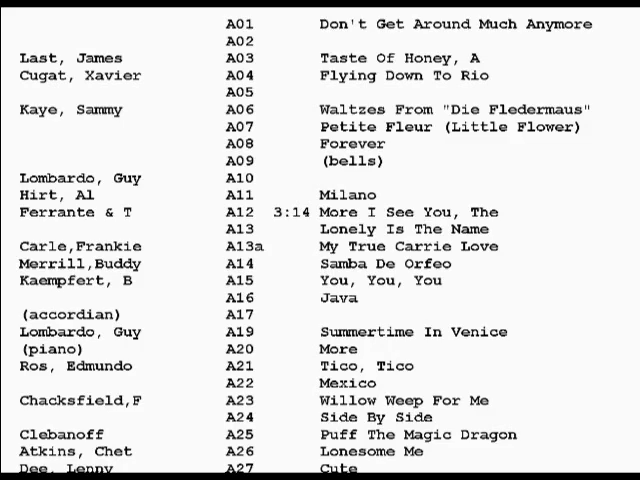 A01 Don't Get Around Much Anymore
A02
Last, James A03 Taste Of Honey, A
Cugat, Xavier A04 Flying Down To Rio
A05
Kaye, Sammy A06 Waltzes From "Die Fledermaus"
A07 Petite Fleur (Little Flower)
A08 Forever
A09 (bells)
Lombardo, Guy A10
Hirt, Al A11 Milano
Ferrante & T A12 3:14 More I See You, The
A13 Lonely Is The Name
Carle,Frankie A13a My True Carrie Love
Merrill,Buddy A14 Samba De Orfeo
Kaempfert, B A15 You, You, You
A16 Java
(accordian) A17
Lombardo, Guy A19 Summertime In Venice
(piano) A20 More
Ros, Edmundo A21 Tico, Tico
A22 Mexico
Chacksfield,F A23 Willow Weep For Me
A24 Side By Side
Clebanoff A25 Puff The Magic Dragon
Atkins, Chet A26 Lonesome Me
Dee, Lenny A27 Cute